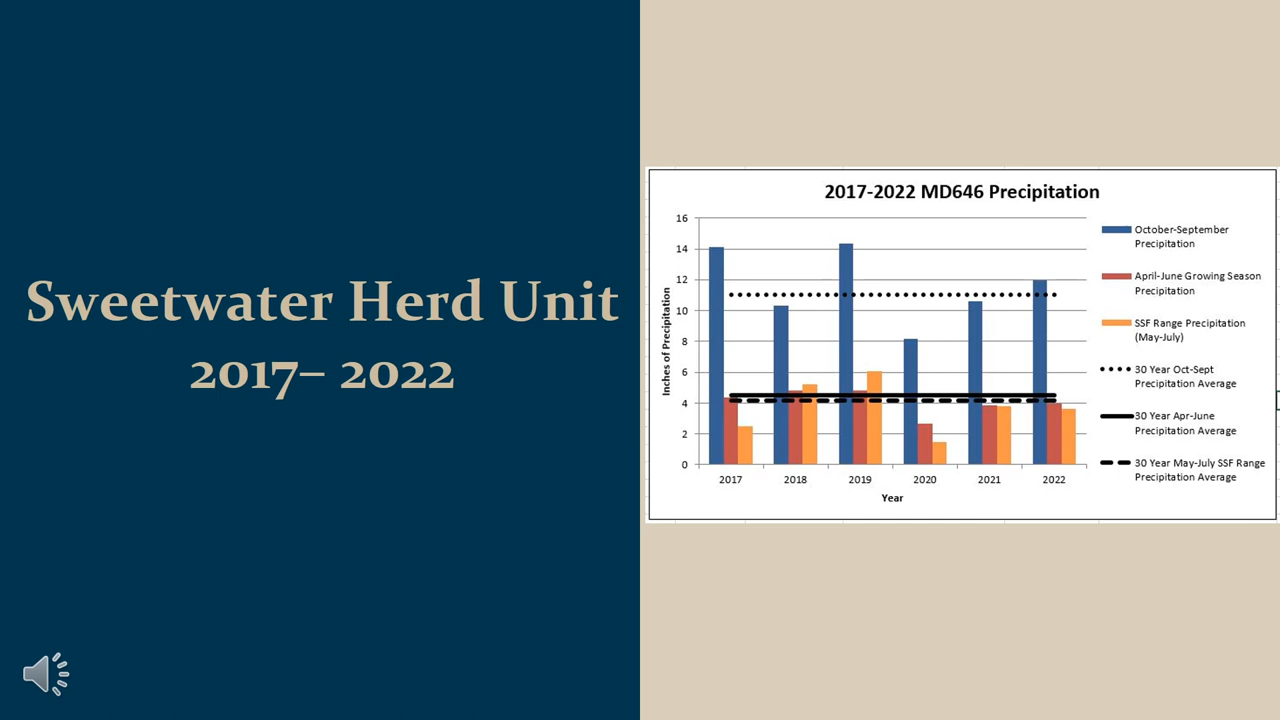 Sweetwater Herd Unit
2017– 2022
2017-2022 MD646 Precipitation
Inches of Precipitation
16
14
12
10
8
6
4
2
0
2017
2018
2019
2020
2021
2022
Year
October-September
Precipitation
April-June Growing Season
Precipitation
SSF Range Precipitation
(May-July)
30 Year Oct-Sept
Precipitation Average
30 Year Apr-June
Precipitation Average
30 Year May-July SSF Range
Precipitation Average